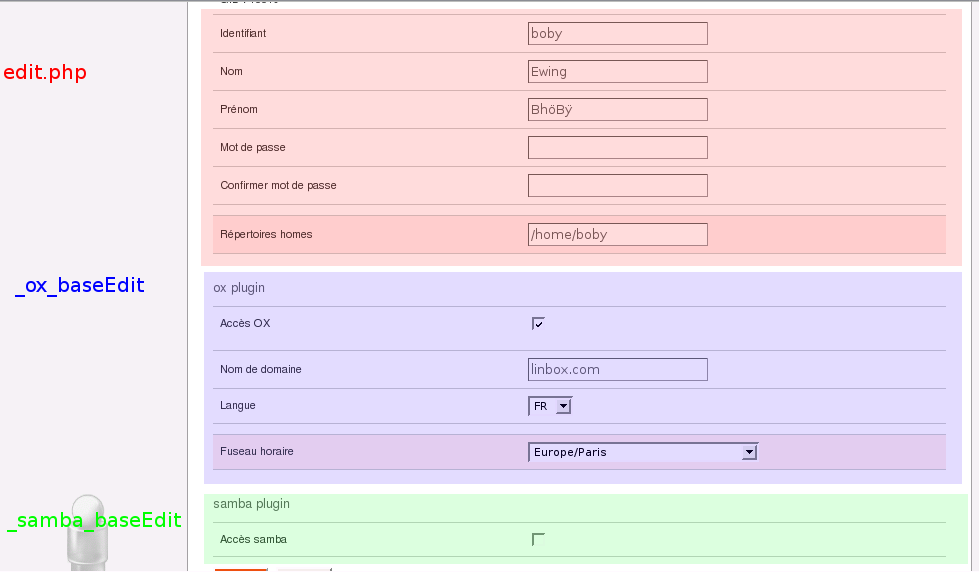 Identifiant boby
edit.php
Nom Ewing
Prénom BhöBÿ
Mot de passe
Confirmer mot de passe
Répertoires homes /home/boby
_ox_baseEdit
ox plugin
Accès OX
Nom de domaine linbox.com
Langue FR
Fuseau horaire Europe/Paris
samba plugin
_samba_baseEdit
Accès samba